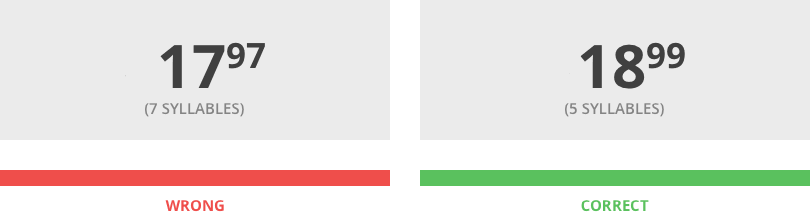 17⁹⁷
(7 SYLLABLES)
WRONG
18⁹⁹
(5 SYLLABLES)
CORRECT